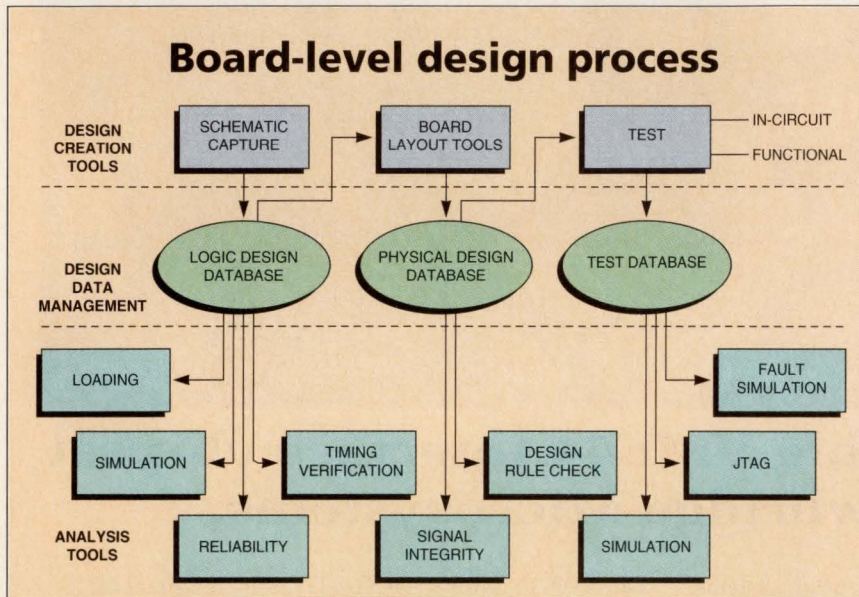 Board-level design process
DESIGN
CREATION
TOOLS
SCHEMATIC
CAPTURE
BOARD
LAYOUT TOOLS
TEST
IN-CIRCUIT
FUNCTIONAL
DESIGN
DATA
MANAGEMENT
LOGIC DESIGN
DATABASE
PHYSICAL DESIGN
DATABASE
TEST DATABASE
LOADING
FAULT
SIMULATION
SIMULATION
TIMING
VERIFICATION
DESIGN
RULE CHECK
JTAG
ANALYSIS
TOOLS
RELIABILITY
SIGNAL
INTEGRITY
SIMULATION